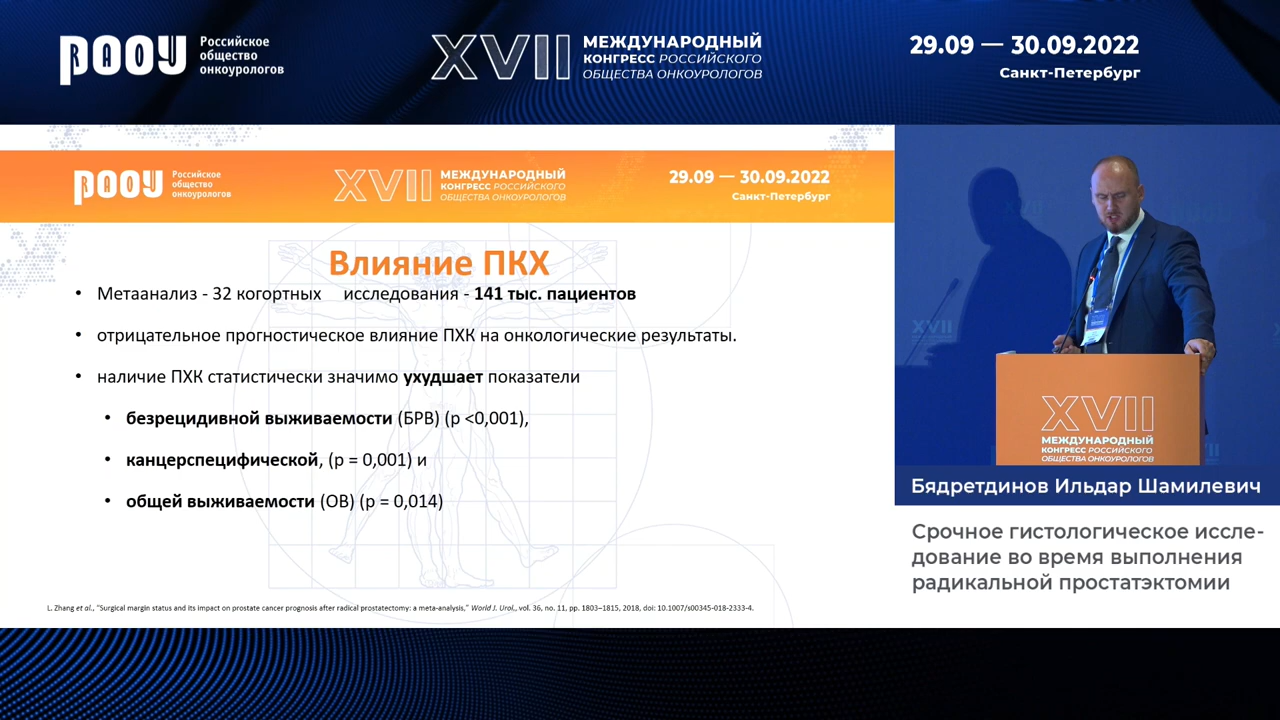 РАОУ
Российское
общество
онкоурологов
XVII
МЕЖДУНАРОДНЫЙ
КОНГРЕСС РОССИЙСКОГО
ОБЩЕСТВА ОНКОУРОЛОГОВ
29.09 — 30.09.2022
Санкт-Петербург
РАОУ
Российское
общество
онкоурологов
XVII
МЕЖДУНАРОДНЫЙ
КОНГРЕСС РОССИЙСКОГО
ОБЩЕСТВА ОНКОУРОЛОГОВ
29.09 — 30.09.2022
Санкт-Петербург
Влияние ПКХ
• Метаанализ - 32 когортных исследования - 141 тыс. пациентов
• отрицательное прогностическое влияние ПХК на онкологические результаты.
• наличие ПХК статистически значимо ухудшает показатели
• безрецидивной выживаемости (БРВ) (p <0,001),
• канцерспецифической, (p = 0,001) и
• общей выживаемости (ОВ) (p = 0,014)
L. Zhang et al., "Surgical margin status and its impact on prostate cancer prognosis after radical prostatectomy: a meta-analysis," World J. Urol., vol. 36, no. 11, pp. 1803–1815, 2018, doi: 10.1007/s00345-018-2333-4.
XVII
XVII
МЕЖДУНАРОДНЫЙ
КОНГРЕСС РОССИЙСКОГО
ОБЩЕСТВА ОНКОУРОЛОГОВ
Бядретдинов Ильдар Шамилевич
Срочное гистологическое иссле-
дование во время выполнения
радикальной простатэктомии